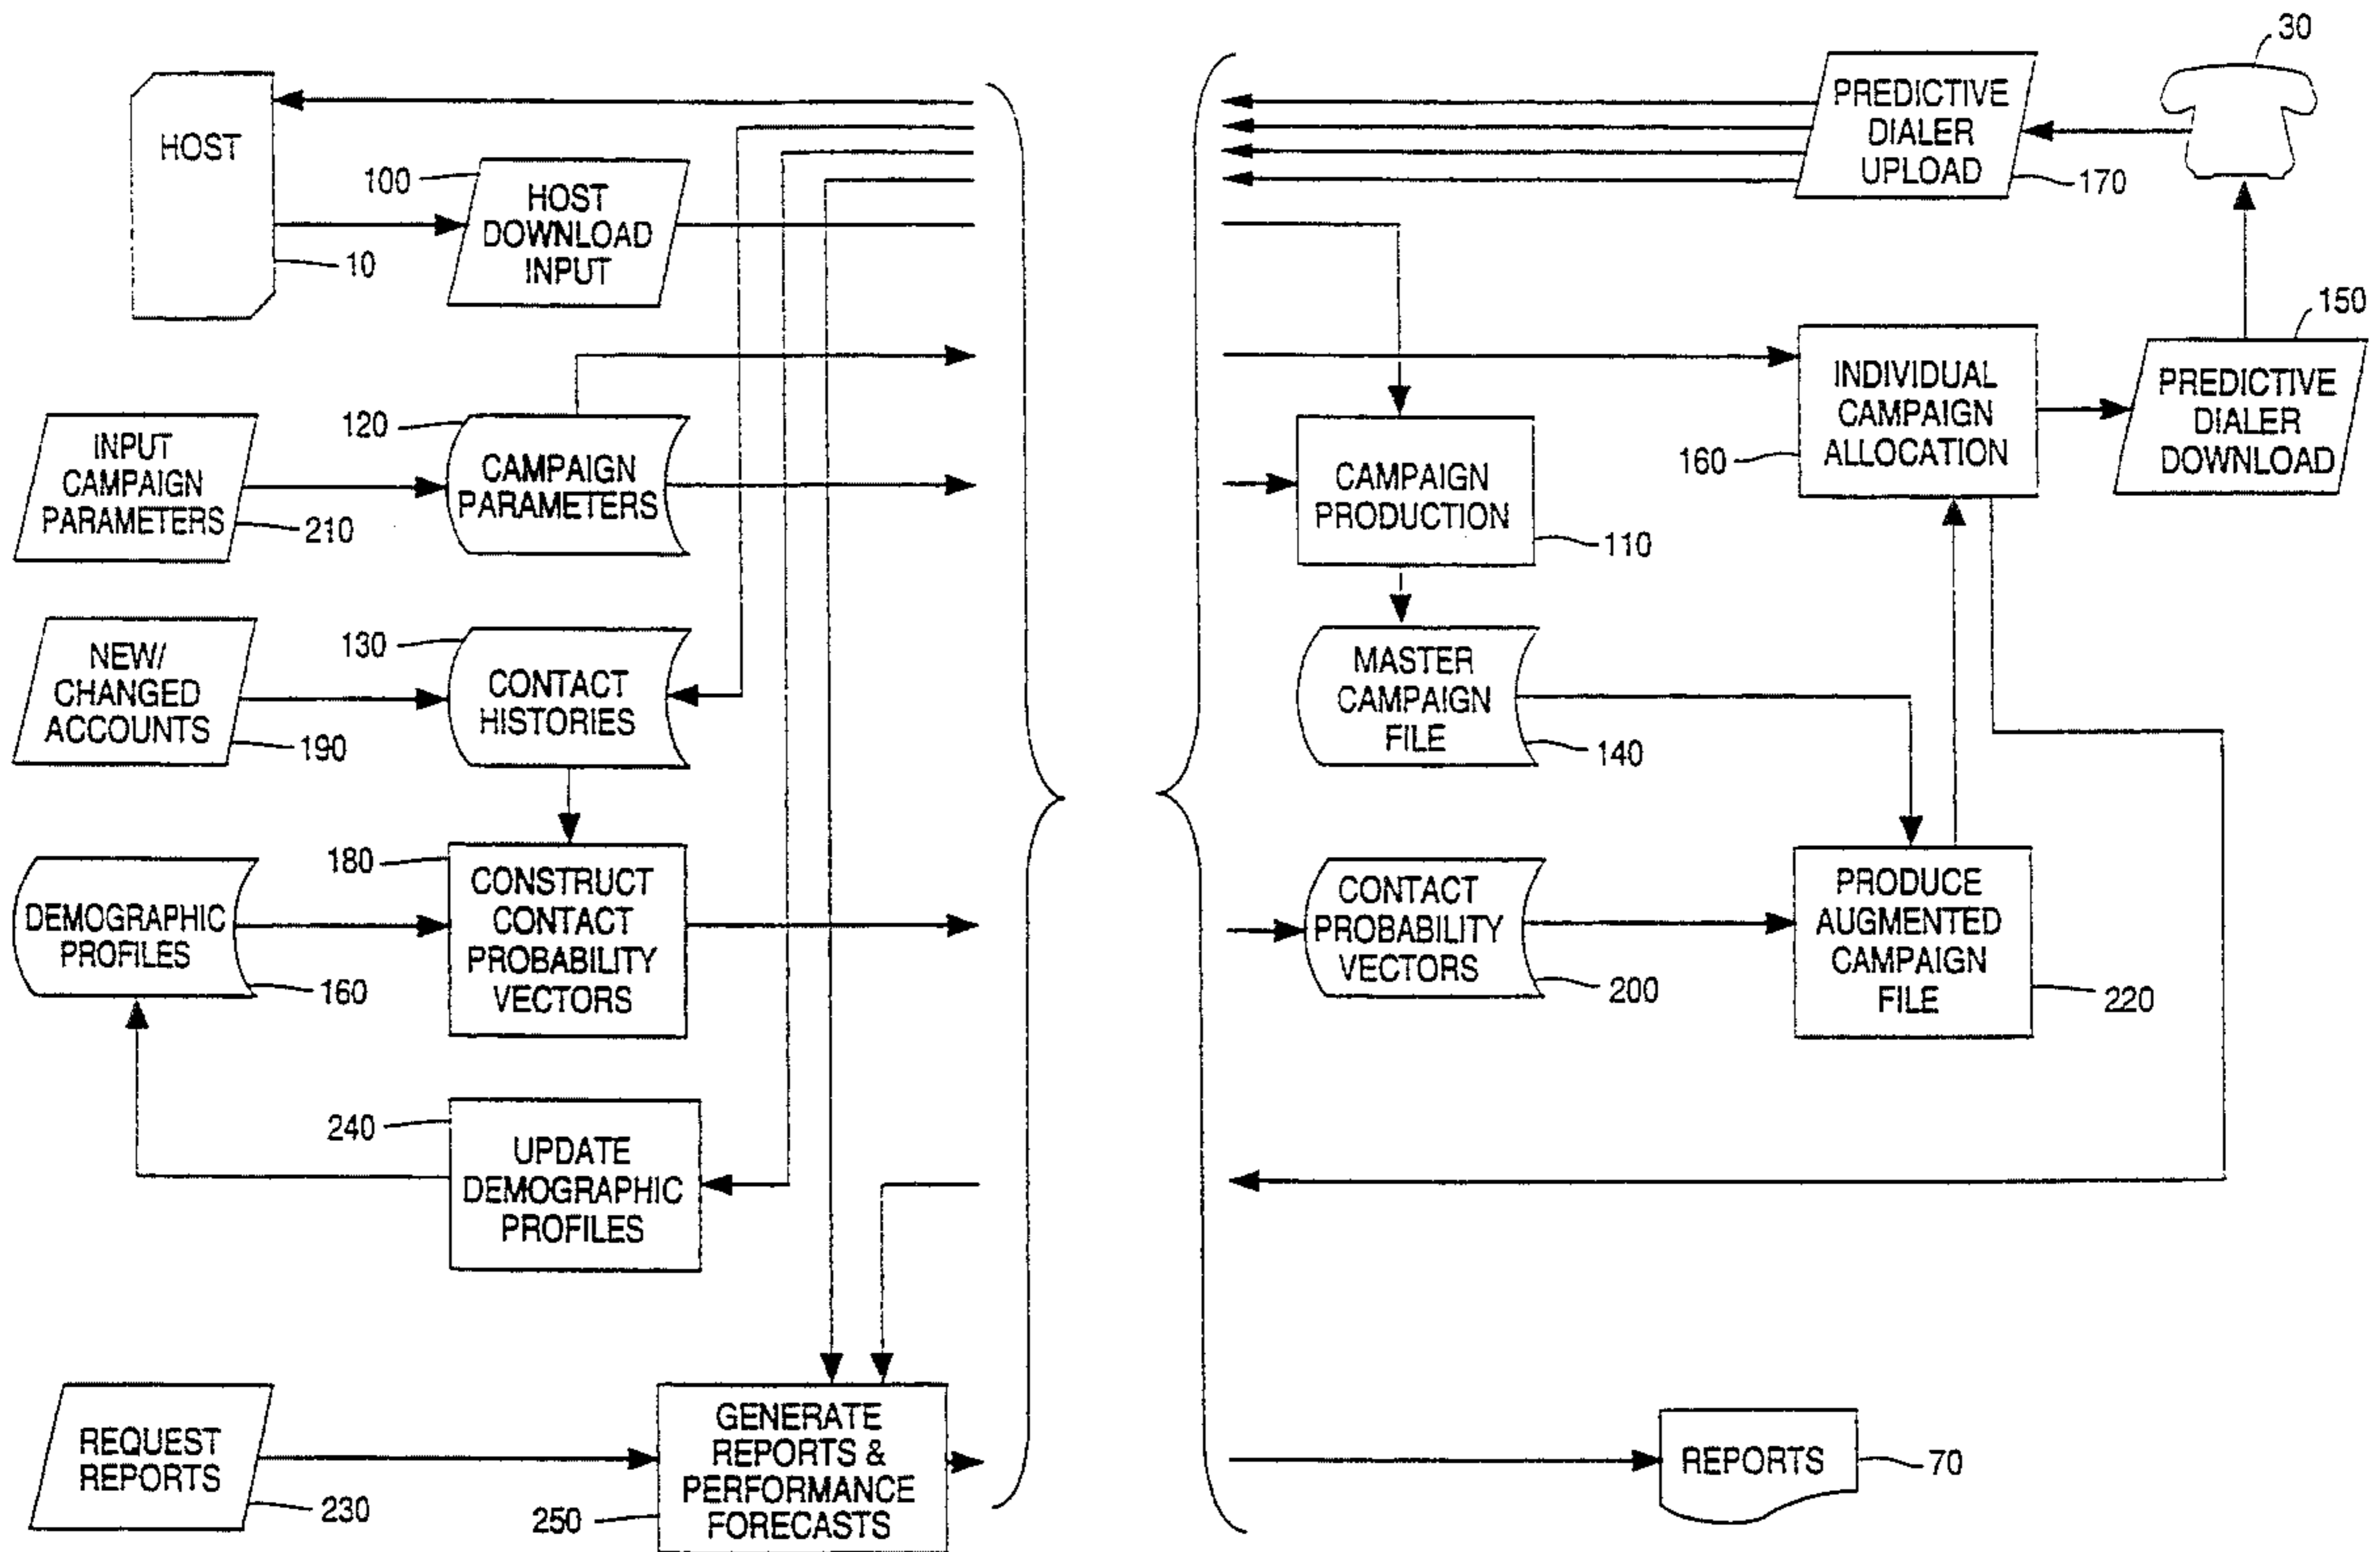 30
HOST
10
100
HOST
DOWNLOAD
INPUT
PREDICTIVE
DIALER
UPLOAD
170
150
INPUT
CAMPAIGN
PARAMETERS
210
120
CAMPAIGN
PARAMETERS
CAMPAIGN
PRODUCTION
110
INDIVIDUAL
CAMPAIGN
ALLOCATION
160
PREDICTIVE
DIALER
DOWNLOAD
NEW/
CHANGED
ACCOUNTS
190
130
CONTACT
HISTORIES
MASTER
CAMPAIGN
FILE
140
DEMOGRAPHIC
PROFILES
160
180
CONSTRUCT
CONTACT
PROBABILITY
VECTORS
CONTACT
PROBABILITY
VECTORS
200
PRODUCE
AUGMENTED
CAMPAIGN
FILE
220
240
UPDATE
DEMOGRAPHIC
PROFILES
REQUEST
REPORTS
230
GENERATE
REPORTS &
PERFORMANCE
FORECASTS
250
REPORTS
70